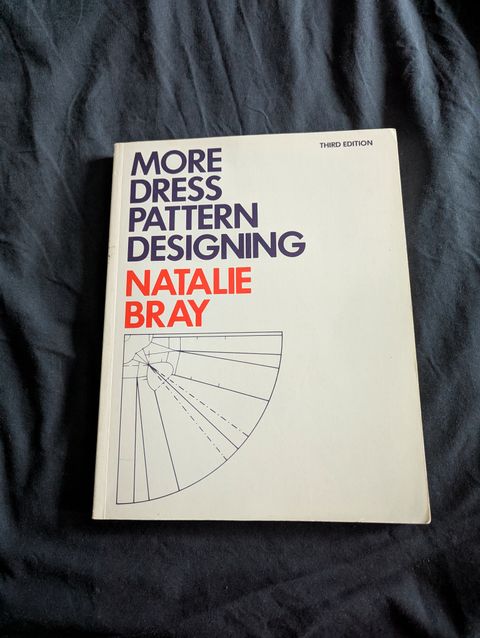 THIRD EDITION
MORE
DRESS
PATTERN
DESIGNING
NATALIE
BRAY